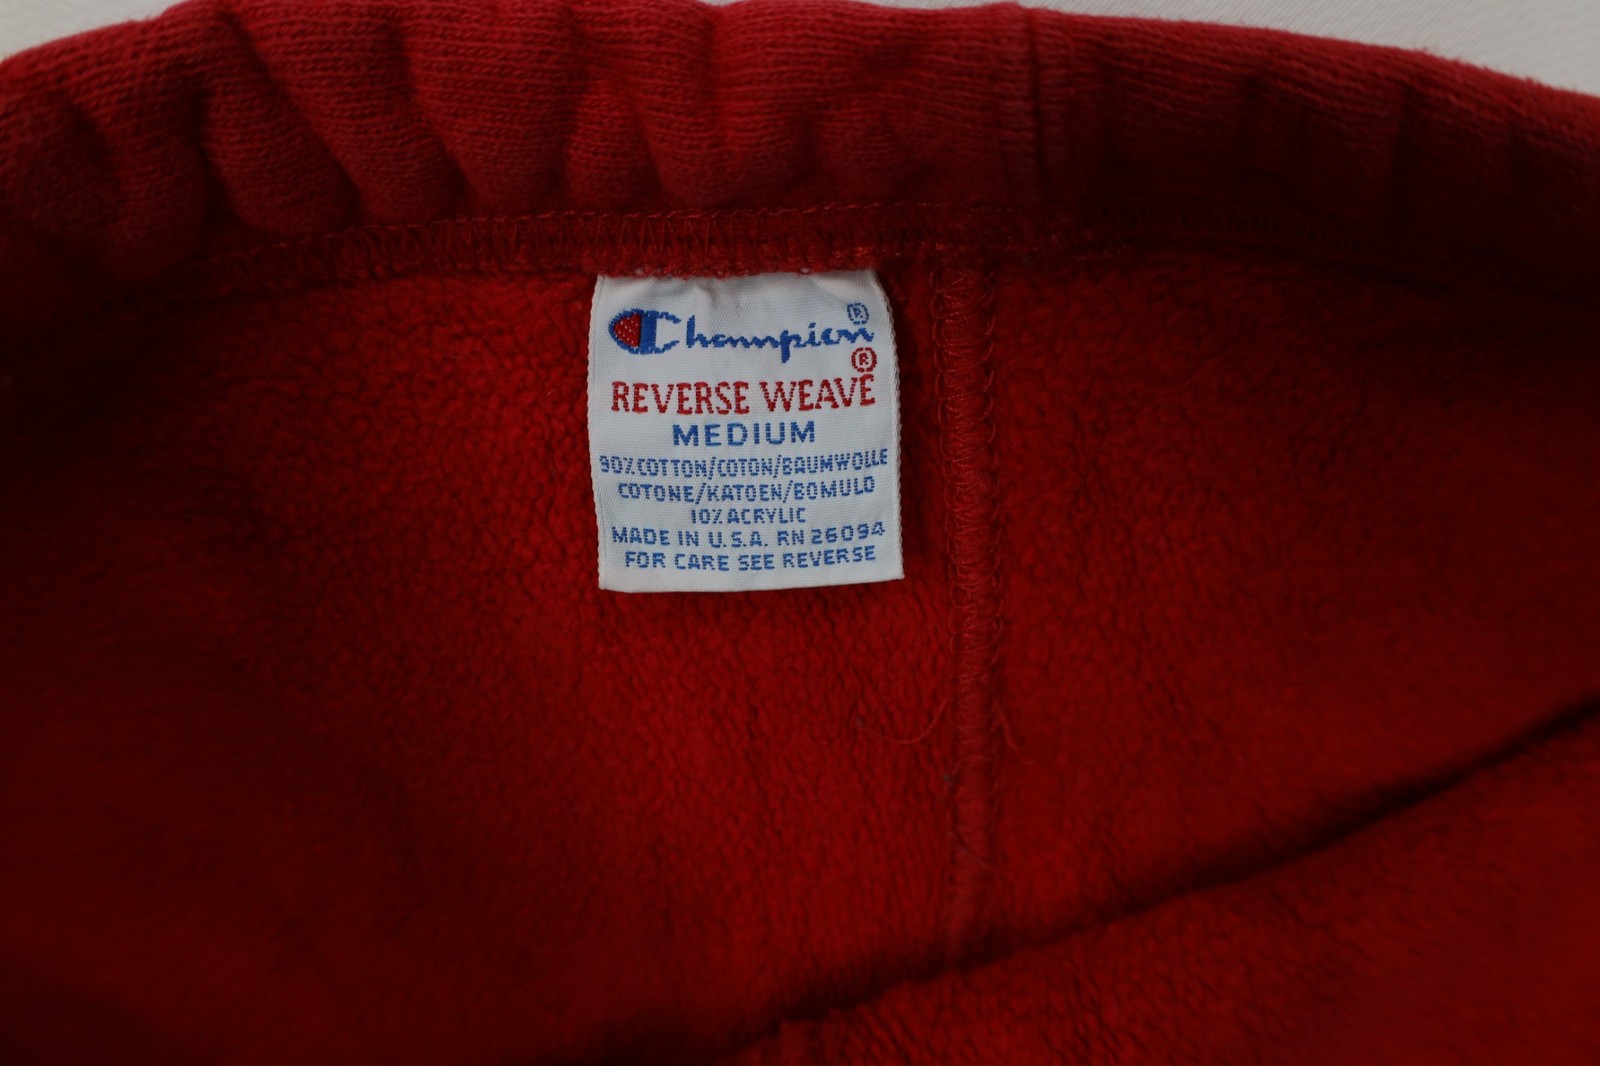 Champion®
®
REVERSE WEAVE
MEDIUM
90% COTTON/COTON/BAUMWOLLE
COTONE/KATOEN/BOMULD
10% ACRYLIC
MADE IN U.S.A. RN 26094
FOR CARE SEE REVERSE